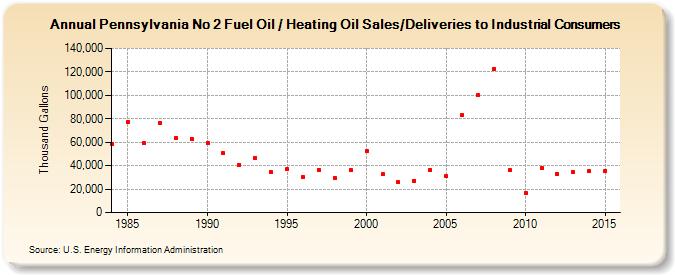 Annual Pennsylvania No 2 Fuel Oil / Heating Oil Sales/Deliveries to Industrial Consumers
Thousand Gallons
140,000
120,000
100,000
80,000
60,000
40,000
20,000
0
1985 1990 1995 2000 2005 2010 2015
Source: U.S. Energy Information Administration